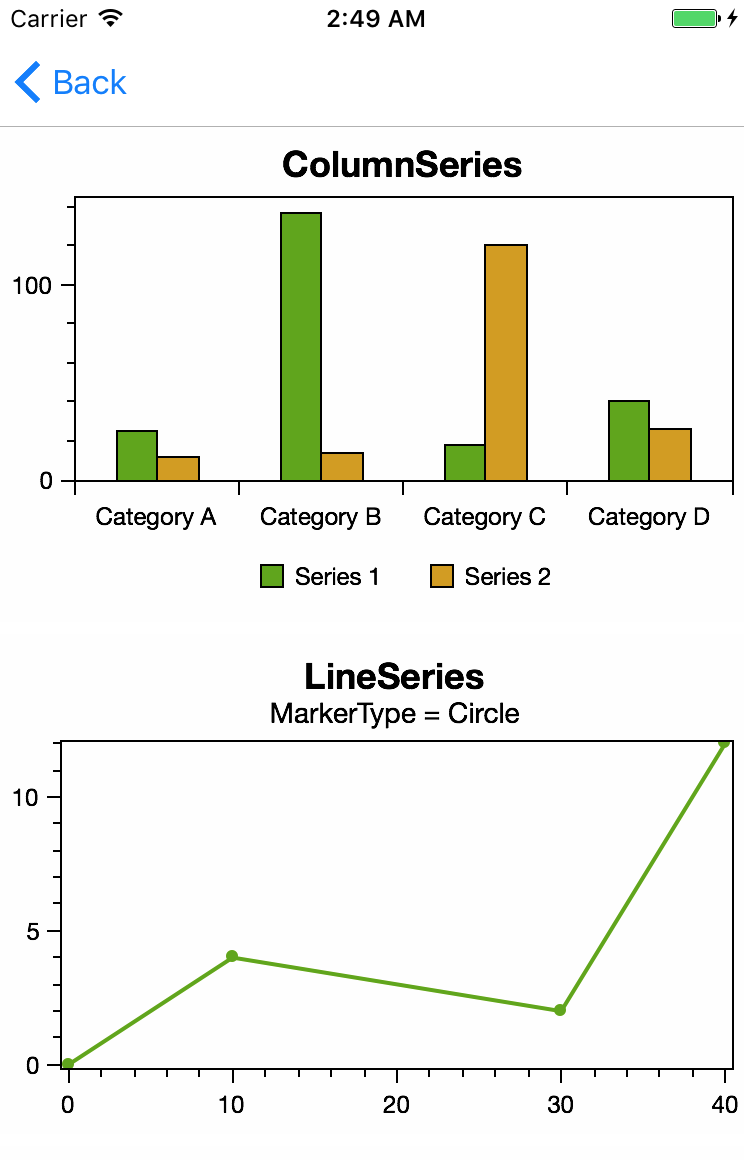 Carrier 2:49 AM
Back
ColumnSeries
100
0
Category A Category B Category C Category D
Series 1 Series 2
LineSeries
MarkerType = Circle
10
5
0
0 10 20 30 40